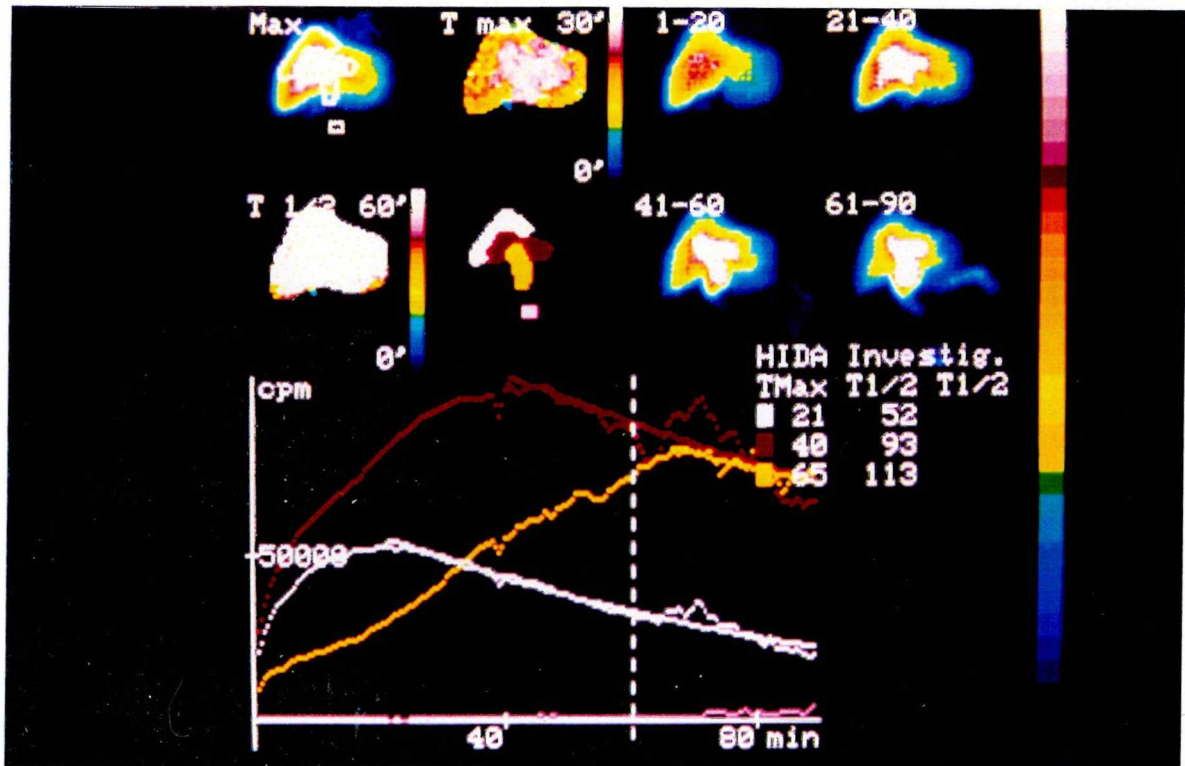 Max T max 30' 1-20 21-40
0'
T 1/2 60' 41-60 61-90
0'
HIDA Investig.
TMax T1/2 T1/2
21 52
40 93
65 113
cpm
50000
40 80 min